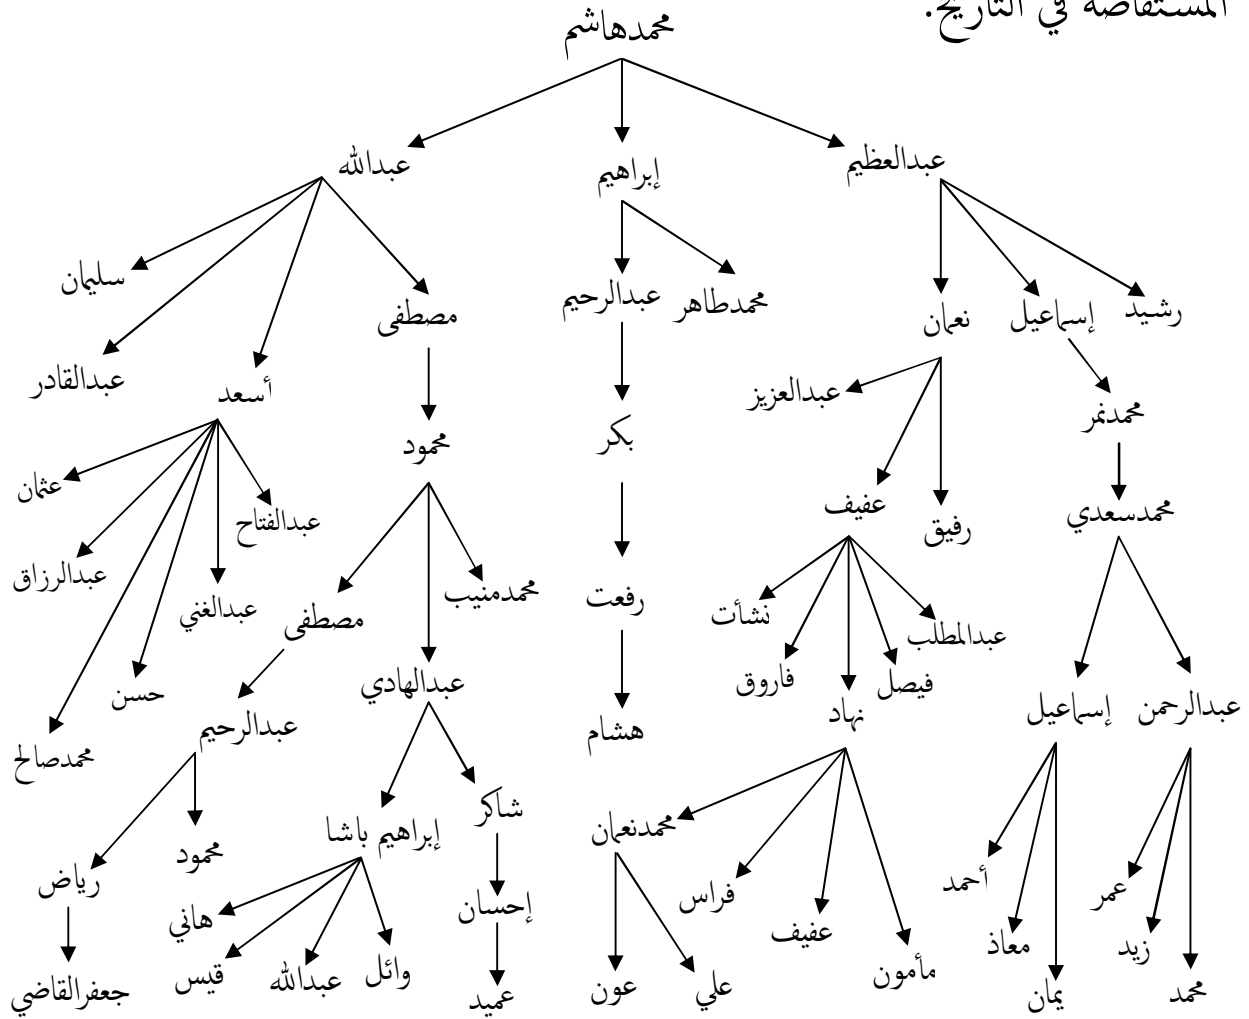 المستفاضة في التاريخ.
محمدهاشم
عبدالعظيم إبراهيم عبدالله
رشيد إسماعيل نعمان محمدطاهر عبدالرحيم مصطفى سليمان
محمدنمر عبدالعزيز بكر أسعد عبدالقادر
محمدسعدي رفيق عفيف محمود عبدالفتاح عثمان
عبدالمطلب نشأت رفعت محمدمنيب مصطفى عبدالغني عبدالرزاق
عبدالرحمن إسماعيل فيصل نهاد فاروق هشام عبدالهادي عبدالرحيم حسن محمدصالح
محمدنعمان شاكر إبراهيم باشا محمود رياض
عمر أحمد فراس إحسان هاني
زيد معاذ عفيف
محمد يمان مأمون علي عون عميد وائل عبدالله قيس جعفرالقاضي